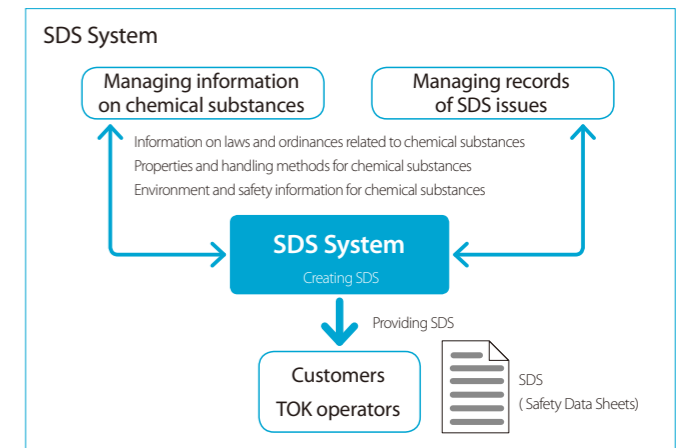 SDS System
Managing information
on chemical substances
Managing records
of SDS issues
Information on laws and ordinances related to chemical substances
Properties and handling methods for chemical substances
Environment and safety information for chemical substances
SDS System
Creating SDS
Providing SDS
Customers
TOK operators
SDS
( Safety Data Sheets)